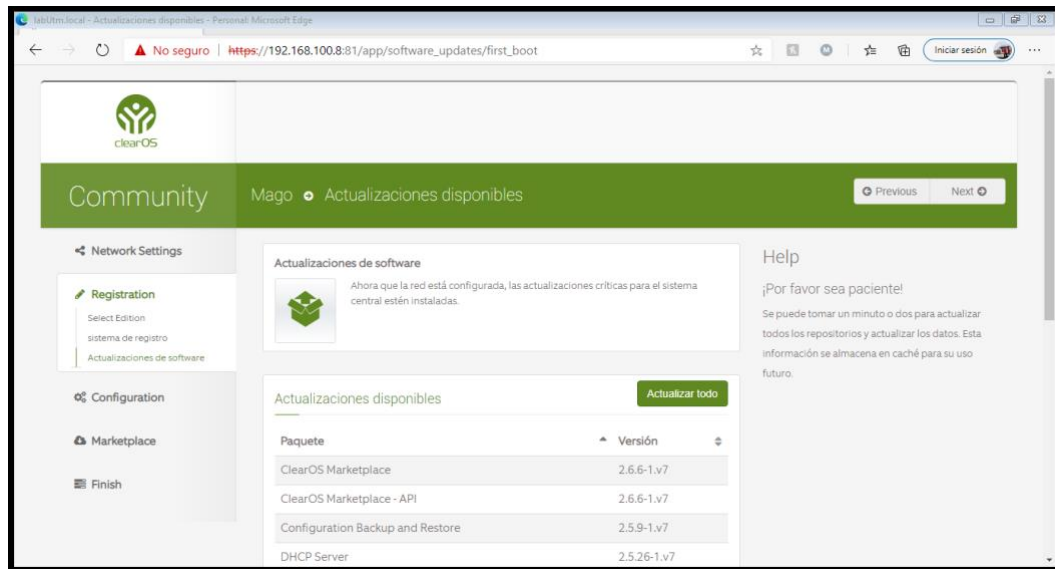 labUtm.local - Actualizaciones disponibles - Personal: Microsoft Edge
No seguro | https://192.168.100.8:81/app/software_updates/first_boot
Iniciar sesión
clearOS
Community
Mago Actualizaciones disponibles
Previous
Next
Network Settings
Registration
Select Edition
sistema de registro
Actualizaciones de software
Configuration
Marketplace
Finish
Actualizaciones de software
Ahora que la red está configurada, las actualizaciones críticas para el sistema
central estén instaladas.
Actualizaciones disponibles
Actualizar todo
Paquete Versión
ClearOS Marketplace 2.6.6-1.v7
ClearOS Marketplace - API 2.6.6-1.v7
Configuration Backup and Restore 2.5.9-1.v7
DHCP Server 2.5.26-1.v7
Help
¡Por favor sea paciente!
Se puede tomar un minuto o dos para actualizar
todos los repositorios y actualizar los datos. Esta
información se almacena en caché para su uso
futuro.